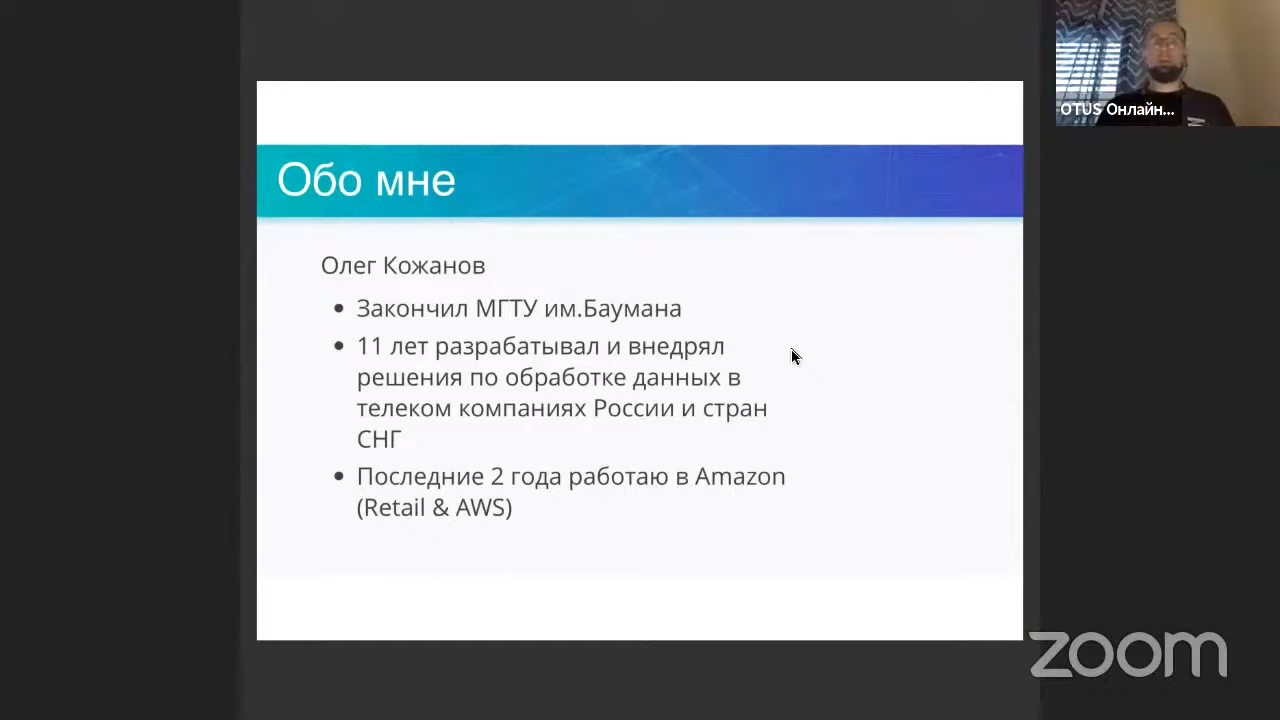 OTUS Онлайн...
Обо мне
Олег Кожанов
• Закончил МГТУ им.Баумана
• 11 лет разрабатывал и внедрял
решения по обработке данных в
телеком компаниях России и стран
СНГ
• Последние 2 года работаю в Amazon
(Retail & AWS)
zoom